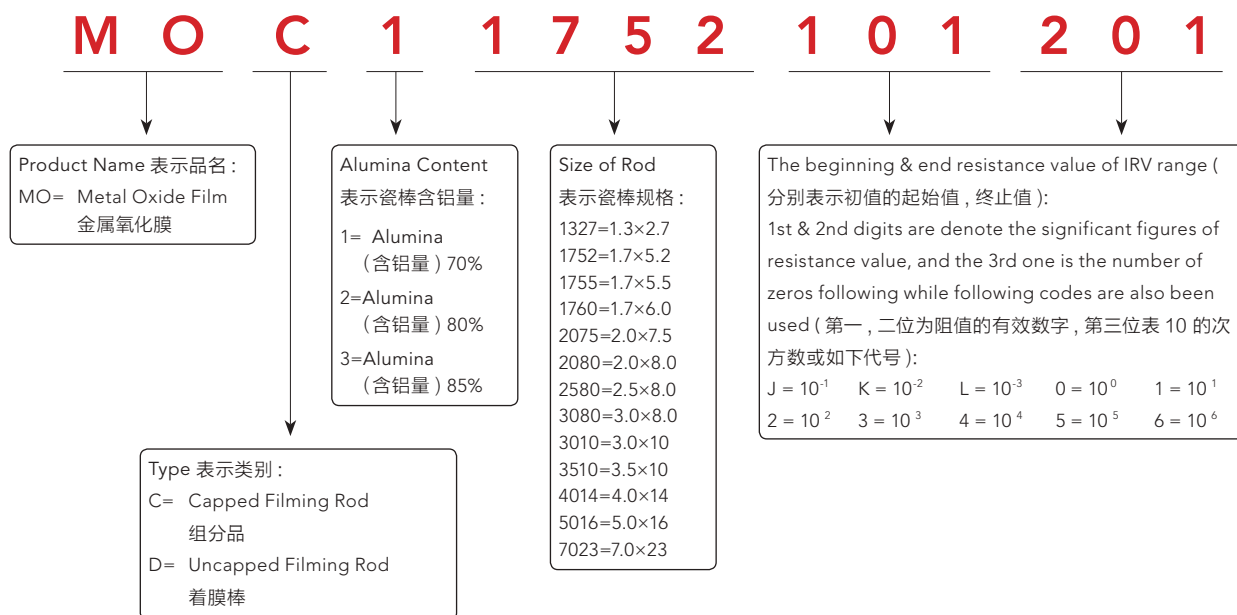 M O C 1 1 7 5 2 1 0 1 2 0 1
Product Name 表示品名 :
MO= Metal Oxide Film
金属氧化膜
Alumina Content
表示瓷棒含铝量 :
1= Alumina
( 含铝量 ) 70%
2=Alumina
( 含铝量 ) 80%
3=Alumina
( 含铝量 ) 85%
Size of Rod
表示瓷棒规格 :
1327=1.3×2.7
1752=1.7×5.2
1755=1.7×5.5
1760=1.7×6.0
2075=2.0×7.5
2080=2.0×8.0
2580=2.5×8.0
3080=3.0×8.0
3010=3.0×10
3510=3.5×10
4014=4.0×14
5016=5.0×16
7023=7.0×23
The beginning & end resistance value of IRV range (
分别表示初值的起始值 , 终止值 ):
1st & 2nd digits are denote the significant figures of
resistance value, and the 3rd one is the number of
zeros following while following codes are also been
used ( 第一 , 二位为阻值的有效数字 , 第三位表 10 的次
方数或如下代号 ):
J = 10⁻¹ K = 10⁻² L = 10⁻³ 0 = 10⁰ 1 = 10¹
2 = 10² 3 = 10³ 4 = 10⁴ 5 = 10⁵ 6 = 10⁶
Type 表示类别 :
C= Capped Filming Rod
组分品
D= Uncapped Filming Rod
着膜棒